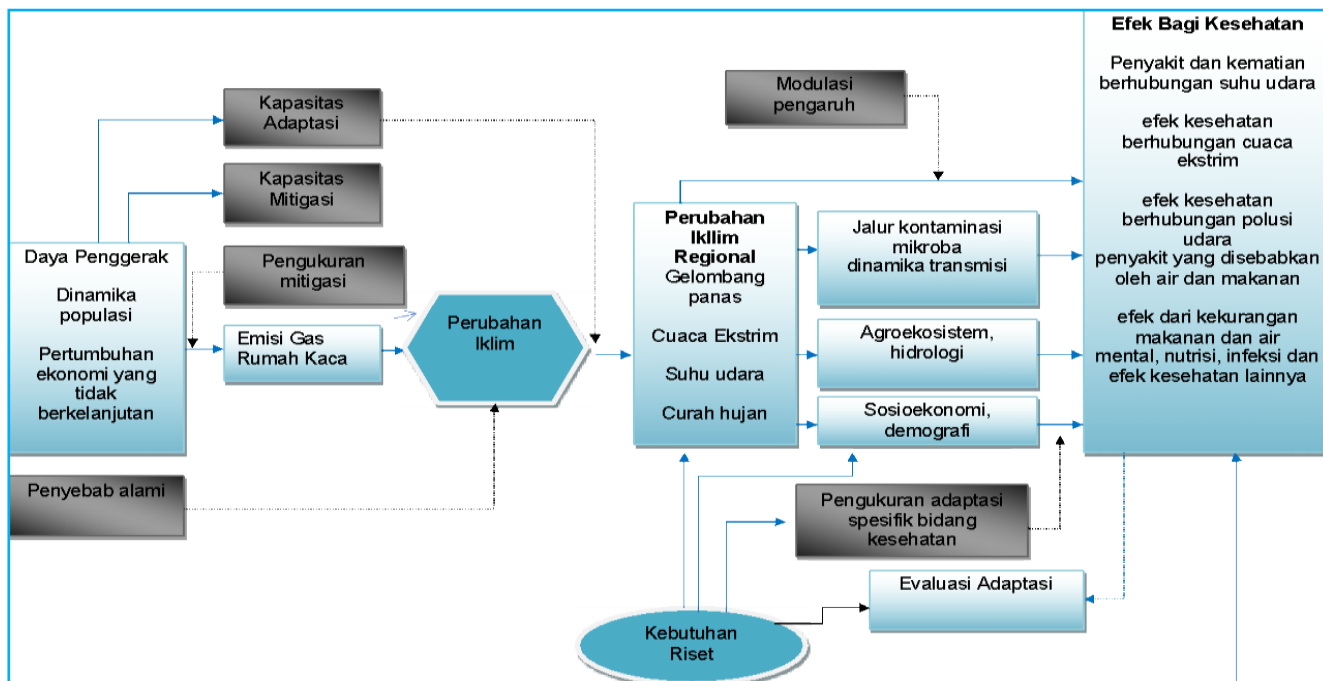 Efek Bagi Kesehatan
Penyakit dan kematian
berhubungan suhu udara
efek kesehatan
berhubungan cuaca
ekstrim
efek kesehatan
berhubungan polusi
udara
penyakit yang disebabkan
oleh air dan makanan
efek dari kekurangan
makanan dan air
mental, nutrisi, infeksi dan
efek kesehatan lainnya
Modulasi
pengaruh
Kapasitas
Adaptasi
Kapasitas
Mitigasi
Daya Penggerak
Dinamika
populasi
Pertumbuhan
ekonomi yang
tidak
berkelanjutan
Pengukuran
mitigasi
Emisi Gas
Rumah Kaca
Perubahan
Iklim
Perubahan
Ikllim
Regional
Gelombang
panas
Cuaca Ekstrim
Suhu udara
Curah hujan
Jalur kontaminasi
mikroba
dinamika transmisi
Agroekosistem,
hidrologi
Sosioekonomi,
demografi
Penyebab alami
Pengukuran adaptasi
spesifik bidang
kesehatan
Evaluasi Adaptasi
Kebutuhan
Riset